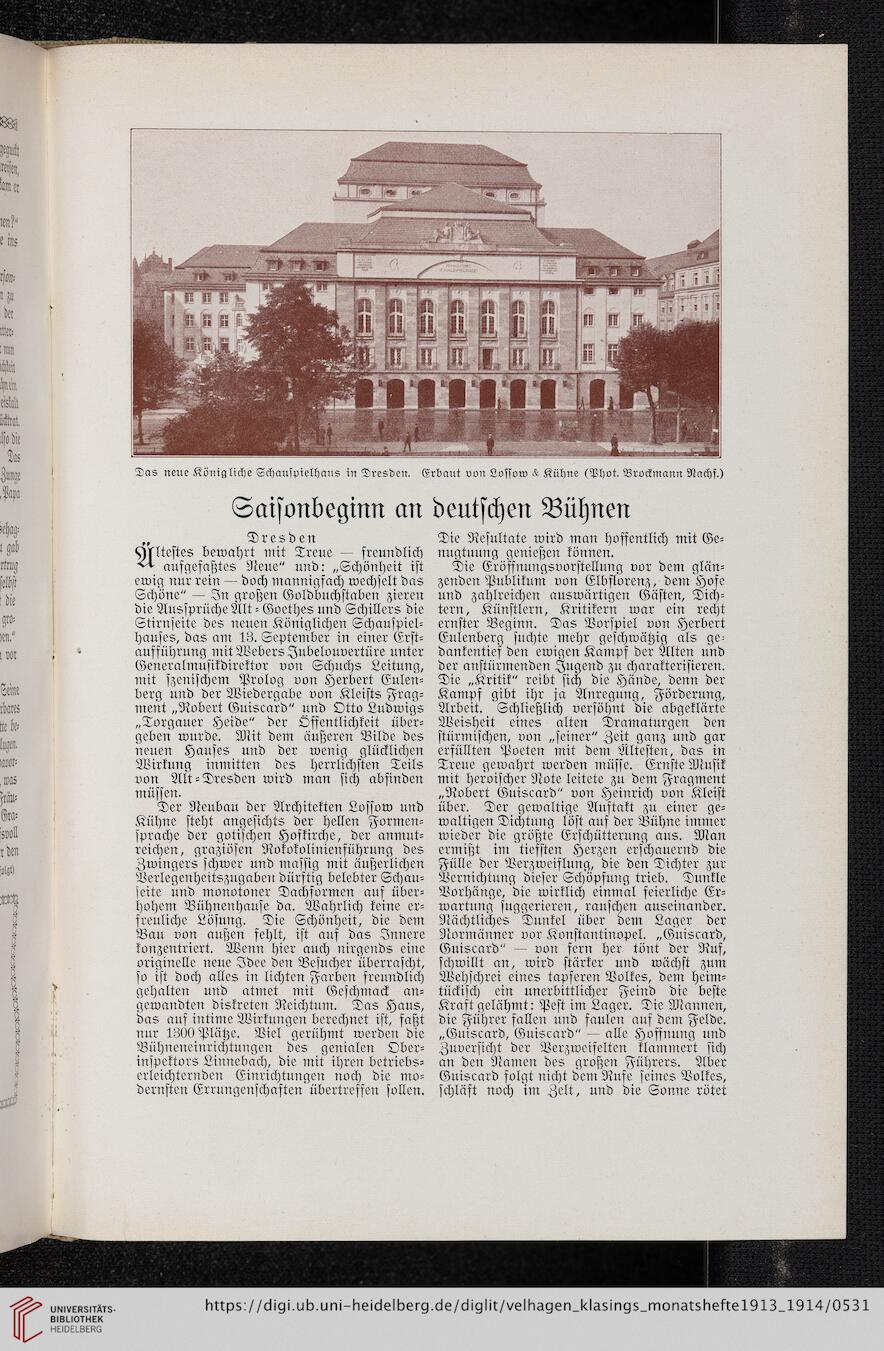 Das neue Königliche Schauspielhaus in Dresden. Erbaut von Lossow & Kühne (Phot. Brockmann Nachf.)
Saisonbeginn an deutschen Bühnen
Dresden
Ältestes bewahrt mit Treue — freundlich
aufgefaßtes Neue“ und: „Schönheit ist
ewig nur rein — doch mannigfach wechselt das
Schöne“ — In großen Goldbuchstaben zieren
die Aussprüche Alt-Goethes und Schillers die
Stirnseite des neuen Königlichen Schauspiel-
hauses, das am 13. September in einer Erst-
aufführung mit Webers Jubelouvertüre unter
Generalmusikdirektor von Schuchs Leitung,
mit szenischem Prolog von Herbert Eulen-
berg und der Wiedergabe von Kleists Frag-
ment „Robert Guiscard“ und Otto Ludwigs
„Torgauer Heide“ der Öffentlichkeit über-
geben wurde. Mit dem äußeren Bilde des
neuen Hauses und der wenig glücklichen
Wirkung inmitten des herrlichsten Teils
von Alt-Dresden wird man sich abfinden
müssen.
Der Neubau der Architekten Lossow und
Kühne steht angesichts der hellen Formen-
sprache der gotischen Hofkirche, der anmut-
reichen, graziösen Rokokolinienführung des
Zwingers schwer und massig mit äußerlichen
Verlegenheitszugaben dürftig belebter Schau-
seite und monotoner Dachformen auf über-
hohem Bühnenhause da. Wahrlich keine er-
freuliche Lösung. Die Schönheit, die dem
Bau von außen fehlt, ist auf das Innere
konzentriert. Wenn hier auch nirgends eine
originelle neue Idee den Besucher überrascht,
so ist doch alles in lichten Farben freundlich
gehalten und atmet mit Geschmack an-
gewandten diskreten Reichtum. Das Haus,
das auf intime Wirkungen berechnet ist, faßt
nur 1300 Plätze. Viel gerühmt werden die
Bühneneinrichtungen des genialen Ober-
inspektors Linnebach, die mit ihren betriebs-
erleichternden Einrichtungen noch die mo-
dernsten Errungenschaften übertreffen sollen.
Die Resultate wird man hoffentlich mit Ge-
nugtuung genießen können.
Die Eröffnungsvorstellung vor dem glän-
zenden Publikum von Elbflorenz, dem Hofe
und zahlreichen auswärtigen Gästen, Dich-
tern, Künstlern, Kritikern war ein recht
ernster Beginn. Das Vorspiel von Herbert
Eulenberg suchte mehr geschwätzig als ge-
dankentief den ewigen Kampf der Alten und
der anstürmenden Jugend zu charakterisieren.
Die „Kritik“ reibt sich die Hände, denn der
Kampf gibt ihr ja Anregung, Förderung,
Arbeit. Schließlich versöhnt die abgeklärte
Weisheit eines alten Dramaturgen den
stürmischen, von „seiner“ Zeit ganz und gar
erfüllten Poeten mit dem Ältesten, das in
Treue gewahrt werden müsse. Ernste Musik
mit heroischer Note leitete zu dem Fragment
„Robert Guiscard“ von Heinrich von Kleist
über. Der gewaltige Auftakt zu einer ge-
waltigen Dichtung löst auf der Bühne immer
wieder die größte Erschütterung aus. Man
ermißt im tiefsten Herzen erschauernd die
Fülle der Verzweiflung, die den Dichter zur
Vernichtung dieser Schöpfung trieb. Dunkle
Vorhänge, die wirklich einmal feierliche Er-
wartung suggerieren, rauschen auseinander.
Nächtliches Dunkel über dem Lager der
Normänner vor Konstantinopel. „Guiscard,
Guiscard“ — von fern her tönt der Ruf,
schwillt an, wird stärker und wächst zum
Wehschrei eines tapferen Volkes, dem heim-
tückisch ein unerbittlicher Feind die beste
Kraft gelähmt: Pest im Lager. Die Mannen,
die Führer fallen und faulen auf dem Felde.
„Guiscard, Guiscard“ — alle Hoffnung und
Zuversicht der Verzweifelten klammert sich
an den Namen des großen Führers. Aber
Guiscard folgt nicht dem Rufe seines Volkes,
schläft noch im Zelt, und die Sonne rötet
UNIVERSITÄTS-
BIBLIOTHEK
HEIDELBERG
https://digi.ub.uni-heidelberg.de/diglit/velhagen_klasings_monatshefte1913_1914/0531